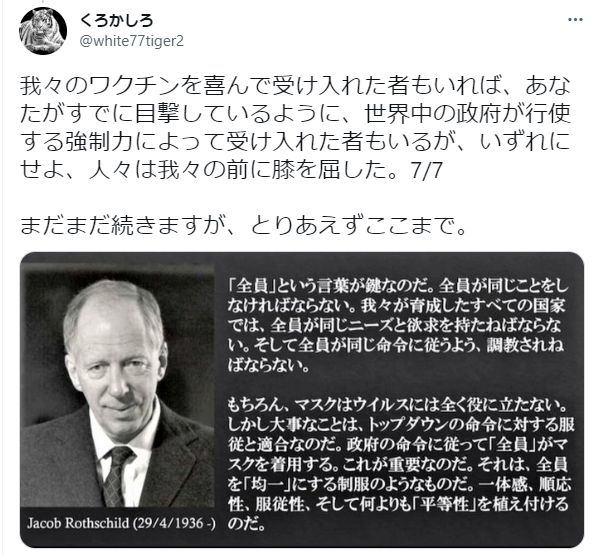 くろかしろ
@white77tiger2
我々のワクチンを喜んで受け入れた者もいれば、あな
たがすでに目撃しているように、世界中の政府が行使
する強制力によって受け入れた者もいるが、いずれに
せよ、人々は我々の前に膝を屈した。7/7
まだまだ続きますが、とりあえずここまで。
「全員」という言葉が鍵なのだ。全員が同じことをし
なければならない。我々が育成したすべての国家
では、全員が同じニーズと欲求を持たねばならな
い。そして全員が同じ命令に従うよう、調教されね
ばならない。
もちろん、マスクはウイルスには全く役に立たない。
しかし大事なことは、トップダウンの命令に対する服
従と適合なのだ。政府の命令に従って「全員」がマ
スクを着用する。これが重要なのだ。それは、全員
を「均一」にする制服のようなものだ。一体感、順応
性、服従性、そして何よりも「平等性」を植え付ける
のだ。
Jacob Rothschild (29/4/1936 -)